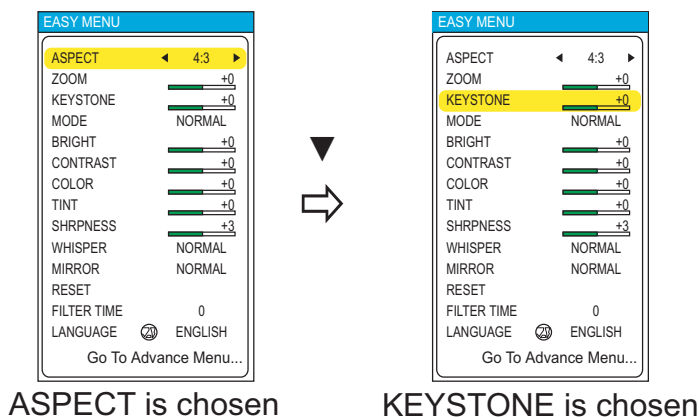 EASY MENU
ASPECT ◀ 4:3 ▶
ZOOM +0
KEYSTONE +0
MODE NORMAL
BRIGHT +0
CONTRAST +0
COLOR +0
TINT +0
SHRPNESS +3
WHISPER NORMAL
MIRROR NORMAL
RESET
FILTER TIME 0
LANGUAGE ENGLISH
Go To Advance Menu...
ASPECT is chosen
▼
⇨
EASY MENU
ASPECT ◀ 4:3 ▶
ZOOM +0
KEYSTONE +0
MODE NORMAL
BRIGHT +0
CONTRAST +0
COLOR +0
TINT +0
SHRPNESS +3
WHISPER NORMAL
MIRROR NORMAL
RESET
FILTER TIME 0
LANGUAGE ENGLISH
Go To Advance Menu...
KEYSTONE is chosen